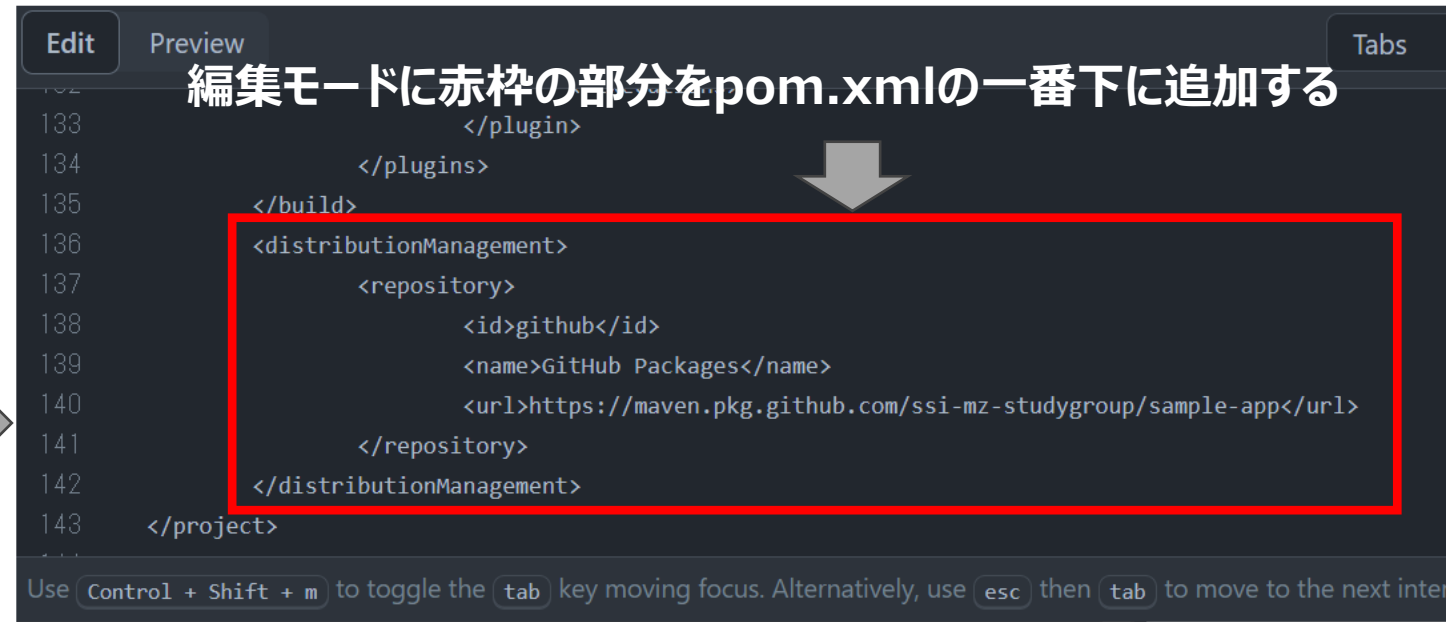 Edit Preview Tabs
編集モードに赤枠の部分をpom.xmlの一番下に追加する
133 </plugin>
134 </plugins>
135 </build>
136 <distributionManagement>
137 <repository>
138 <id>github</id>
139 <name>GitHub Packages</name>
140 <url>https://maven.pkg.github.com/ssi-mz-studygroup/sample-app</url>
141 </repository>
142 </distributionManagement>
143 </project>
Use Control + Shift + m to toggle the tab key moving focus. Alternatively, use esc then tab to move to the next inter